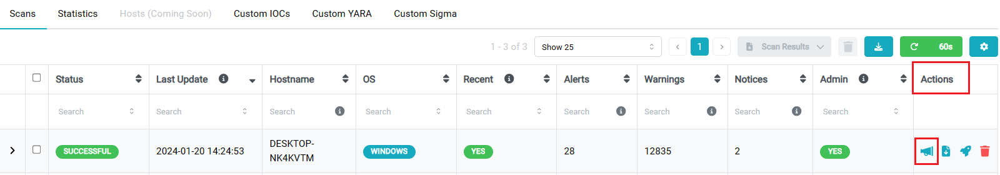 Scans Statistics Hosts (Coming Soon) Custom IOCs Custom YARA Custom Sigma
1 - 3 of 3 Show 25 1 Scan Results 60s
Status Last Update Hostname OS Recent Alerts Warnings Notices Admin Actions
Search Search Search Search Search Search Search Search Search
SUCCESSFUL 2024-01-20 14:24:53 DESKTOP-NK4KVTM WINDOWS YES 28 12835 2 YES